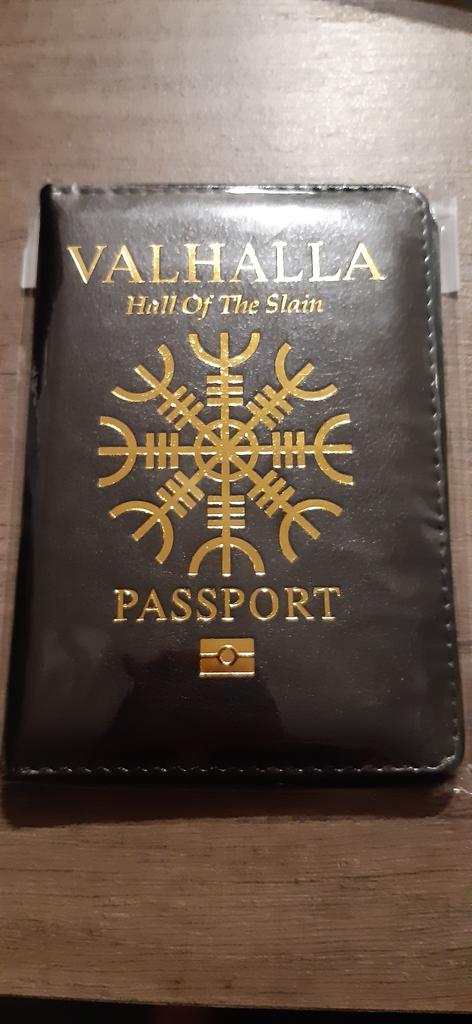 VALHALLA
Hall Of The Slain
PASSPORT